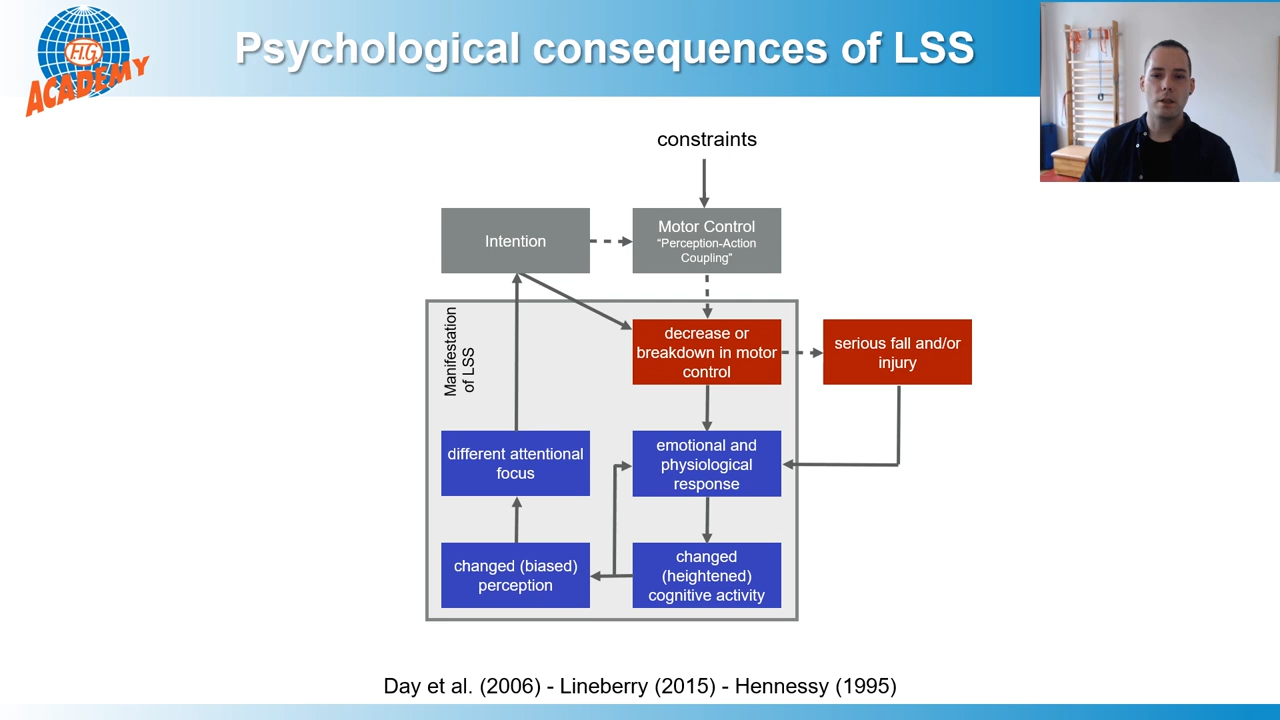 F.I.G.
ACADEMY
Psychological consequences of LSS
constraints
Intention
Motor Control
“Perception-Action
Coupling”
Manifestation
of LSS
decrease or
breakdown in motor
control
serious fall and/or
injury
different attentional
focus
emotional and
physiological
response
changed (biased)
perception
changed
(heightened)
cognitive activity
Day et al. (2006) - Lineberry (2015) - Hennessy (1995)